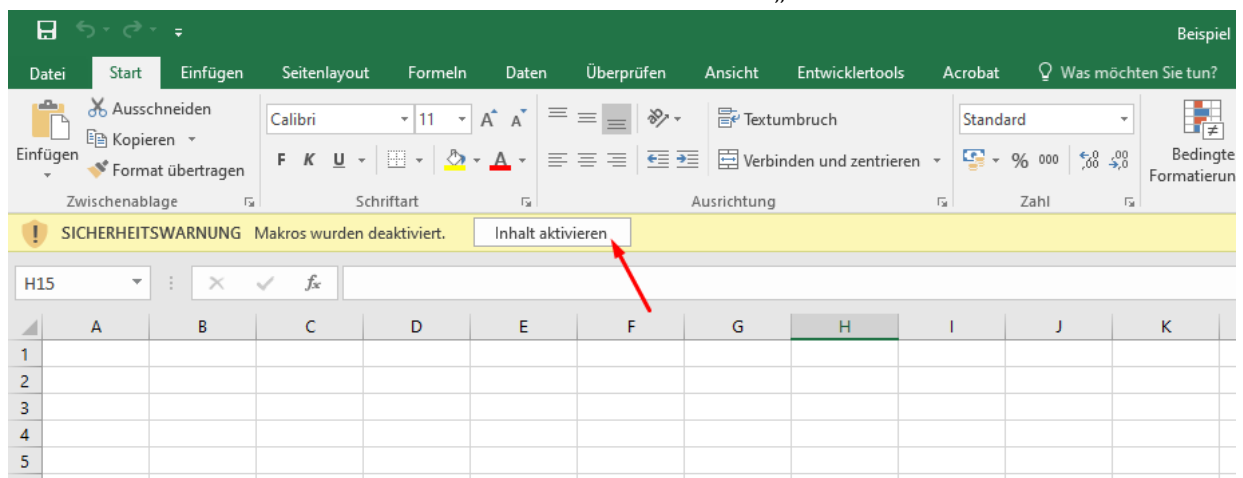 „
Beispiel
Datei Start Einfügen Seitenlayout Formeln Daten Überprüfen Ansicht Entwicklertools Acrobat Was möchten Sie tun?
Einfügen
Ausschneiden
Kopieren
Format übertragen
Zwischenablage
Calibri 11 A A
F K U A
Schriftart
Textumbruch
Verbinden und zentrieren
Ausrichtung
Standard
% 000 ,00
Zahl
Bedingte
Formatierun
SICHERHEITSWARNUNG Makros wurden deaktiviert. Inhalt aktivieren
H15 fx
A B C D E F G H I J K
1
2
3
4
5